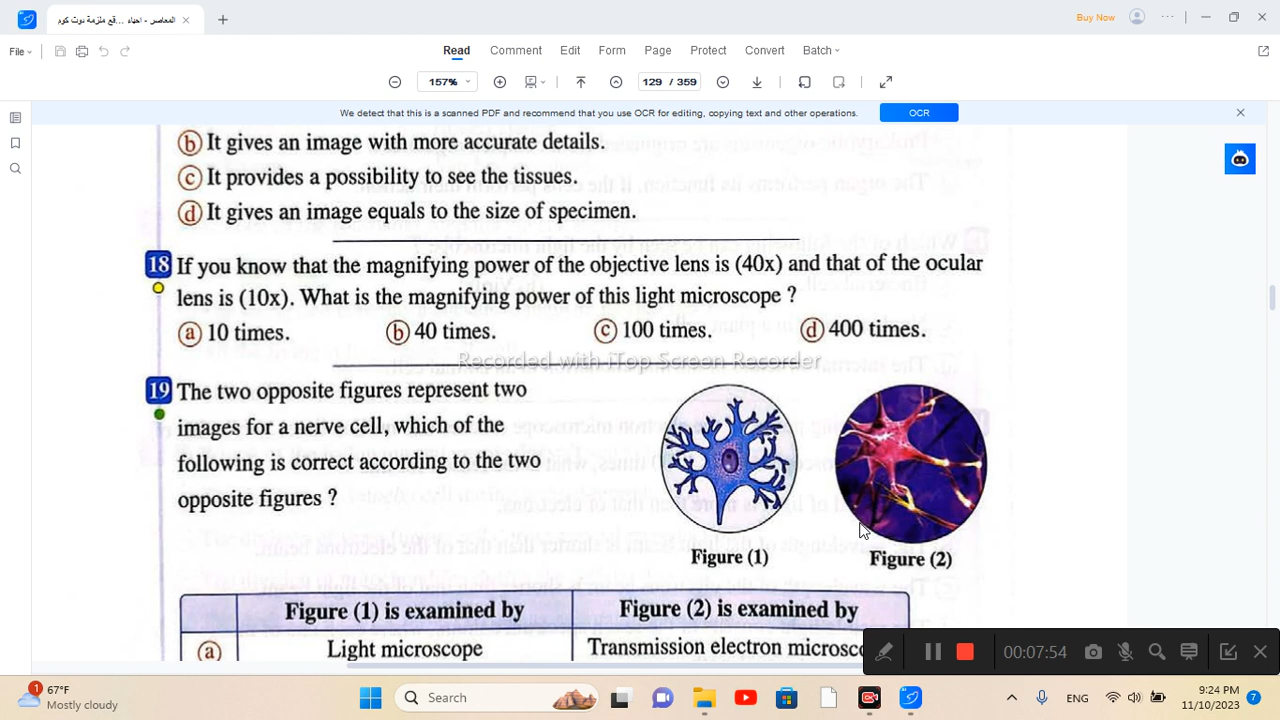 المعاصر - احياء ...قع ملزمة دوت كوم
Buy Now
File
Read Comment Edit Form Page Protect Convert Batch
157% 129 / 359
We detect that this is a scanned PDF and recommend that you use OCR for editing, copying text and other operations. OCR
b It gives an image with more accurate details.
c It provides a possibility to see the tissues.
d It gives an image equals to the size of specimen.
18 If you know that the magnifying power of the objective lens is (40x) and that of the ocular
lens is (10x). What is the magnifying power of this light microscope ?
a 10 times. b 40 times. c 100 times. d 400 times.
Recorded with iTop Screen Recorder
19 The two opposite figures represent two
images for a nerve cell, which of the
following is correct according to the two
opposite figures ?
Figure (1) Figure (2)
Figure (1) is examined by Figure (2) is examined by
a Light microscope Transmission electron
00:07:54
1 67°F
Mostly cloudy
Search
ENG
9:24 PM
11/10/2023
7